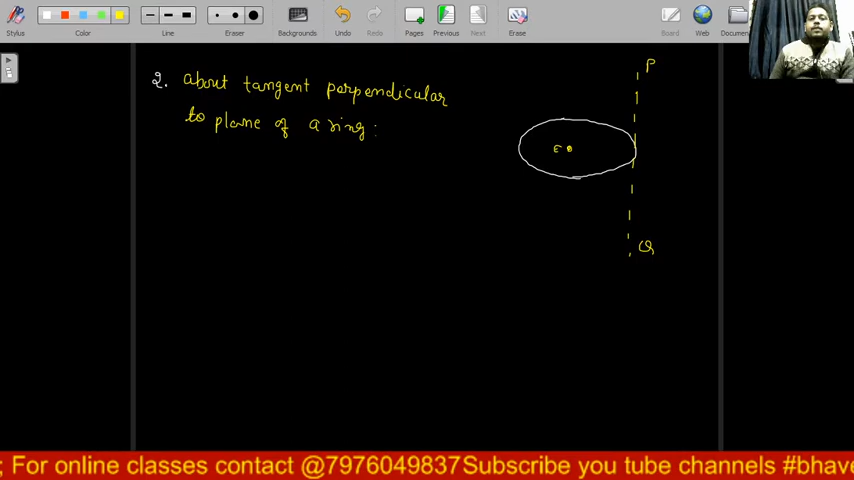 Stylus
Color
Line
Eraser
Backgrounds
Undo
Redo
Pages
Previous
Next
Erase
Board
Web
Documen
2. about tangent perpendicular
to plane of a ring :
P
Q
; For online classes contact @7976049837Subscribe you tube channels #bhave